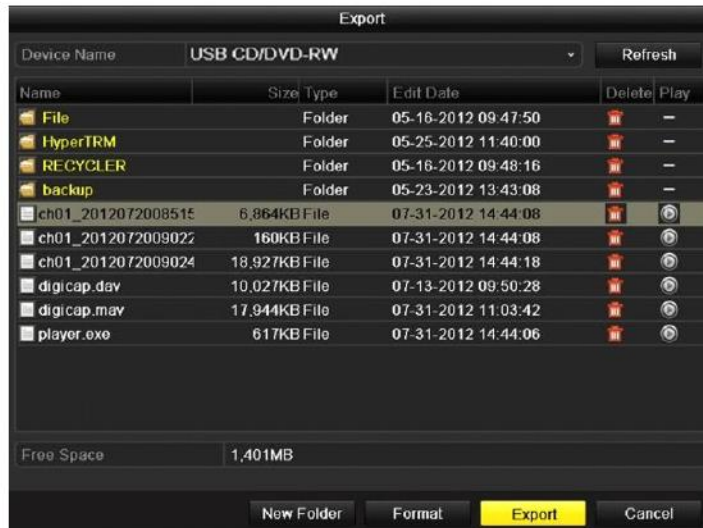 Export
Device Name USB CD/DVD-RW Refresh
Name Size Type Edit Date Delete Play
File Folder 05-16-2012 09:47:50 –
HyperTRM Folder 05-25-2012 11:40:00 –
RECYCLER Folder 05-16-2012 09:48:16 –
backup Folder 05-23-2012 13:43:08 –
ch01_2012072008515 6,864KB File 07-31-2012 14:44:08
ch01_2012072009022 160KB File 07-31-2012 14:44:08
ch01_2012072009024 18,927KB File 07-31-2012 14:44:18
digicap.dav 10,027KB File 07-13-2012 09:50:28
digicap.mav 17,944KB File 07-31-2012 11:03:42
player.exe 617KB File 07-31-2012 14:44:06
Free Space 1,401MB
New Folder Format Export Cancel